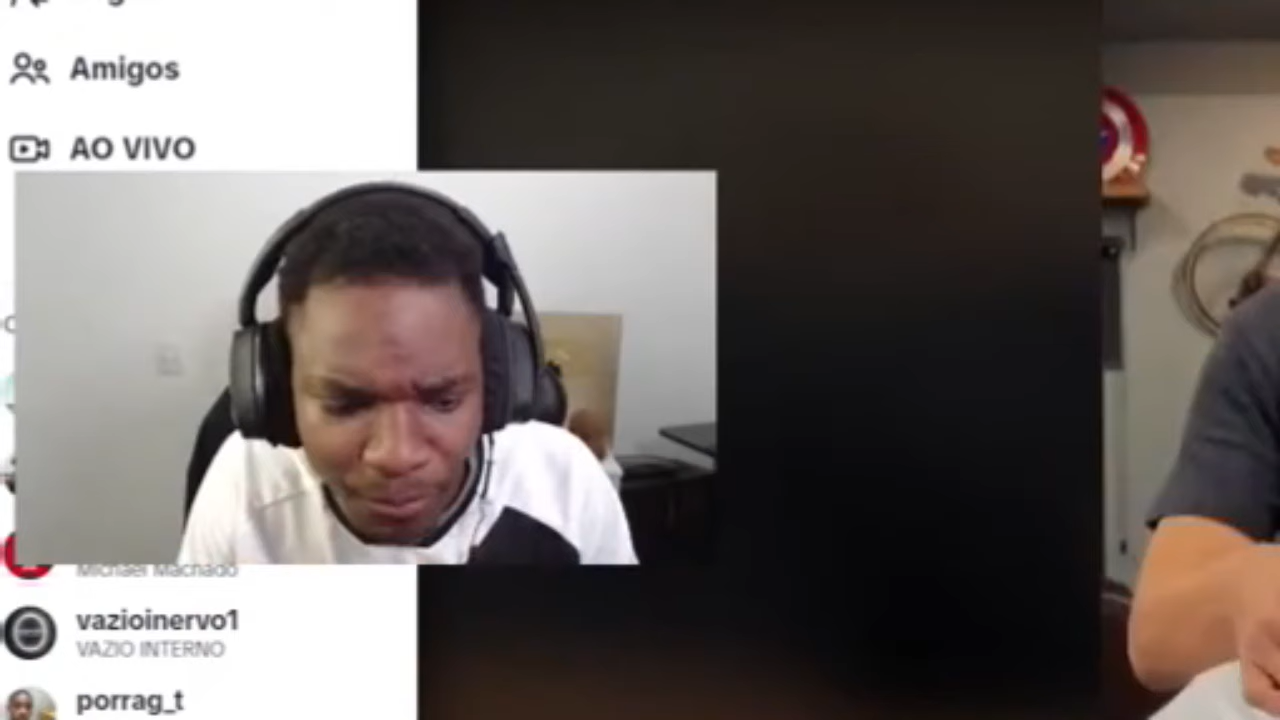 Amigos
AO VIVO
Michael Machado
vazioinervo1
VAZIO INTERNO
porrag_t